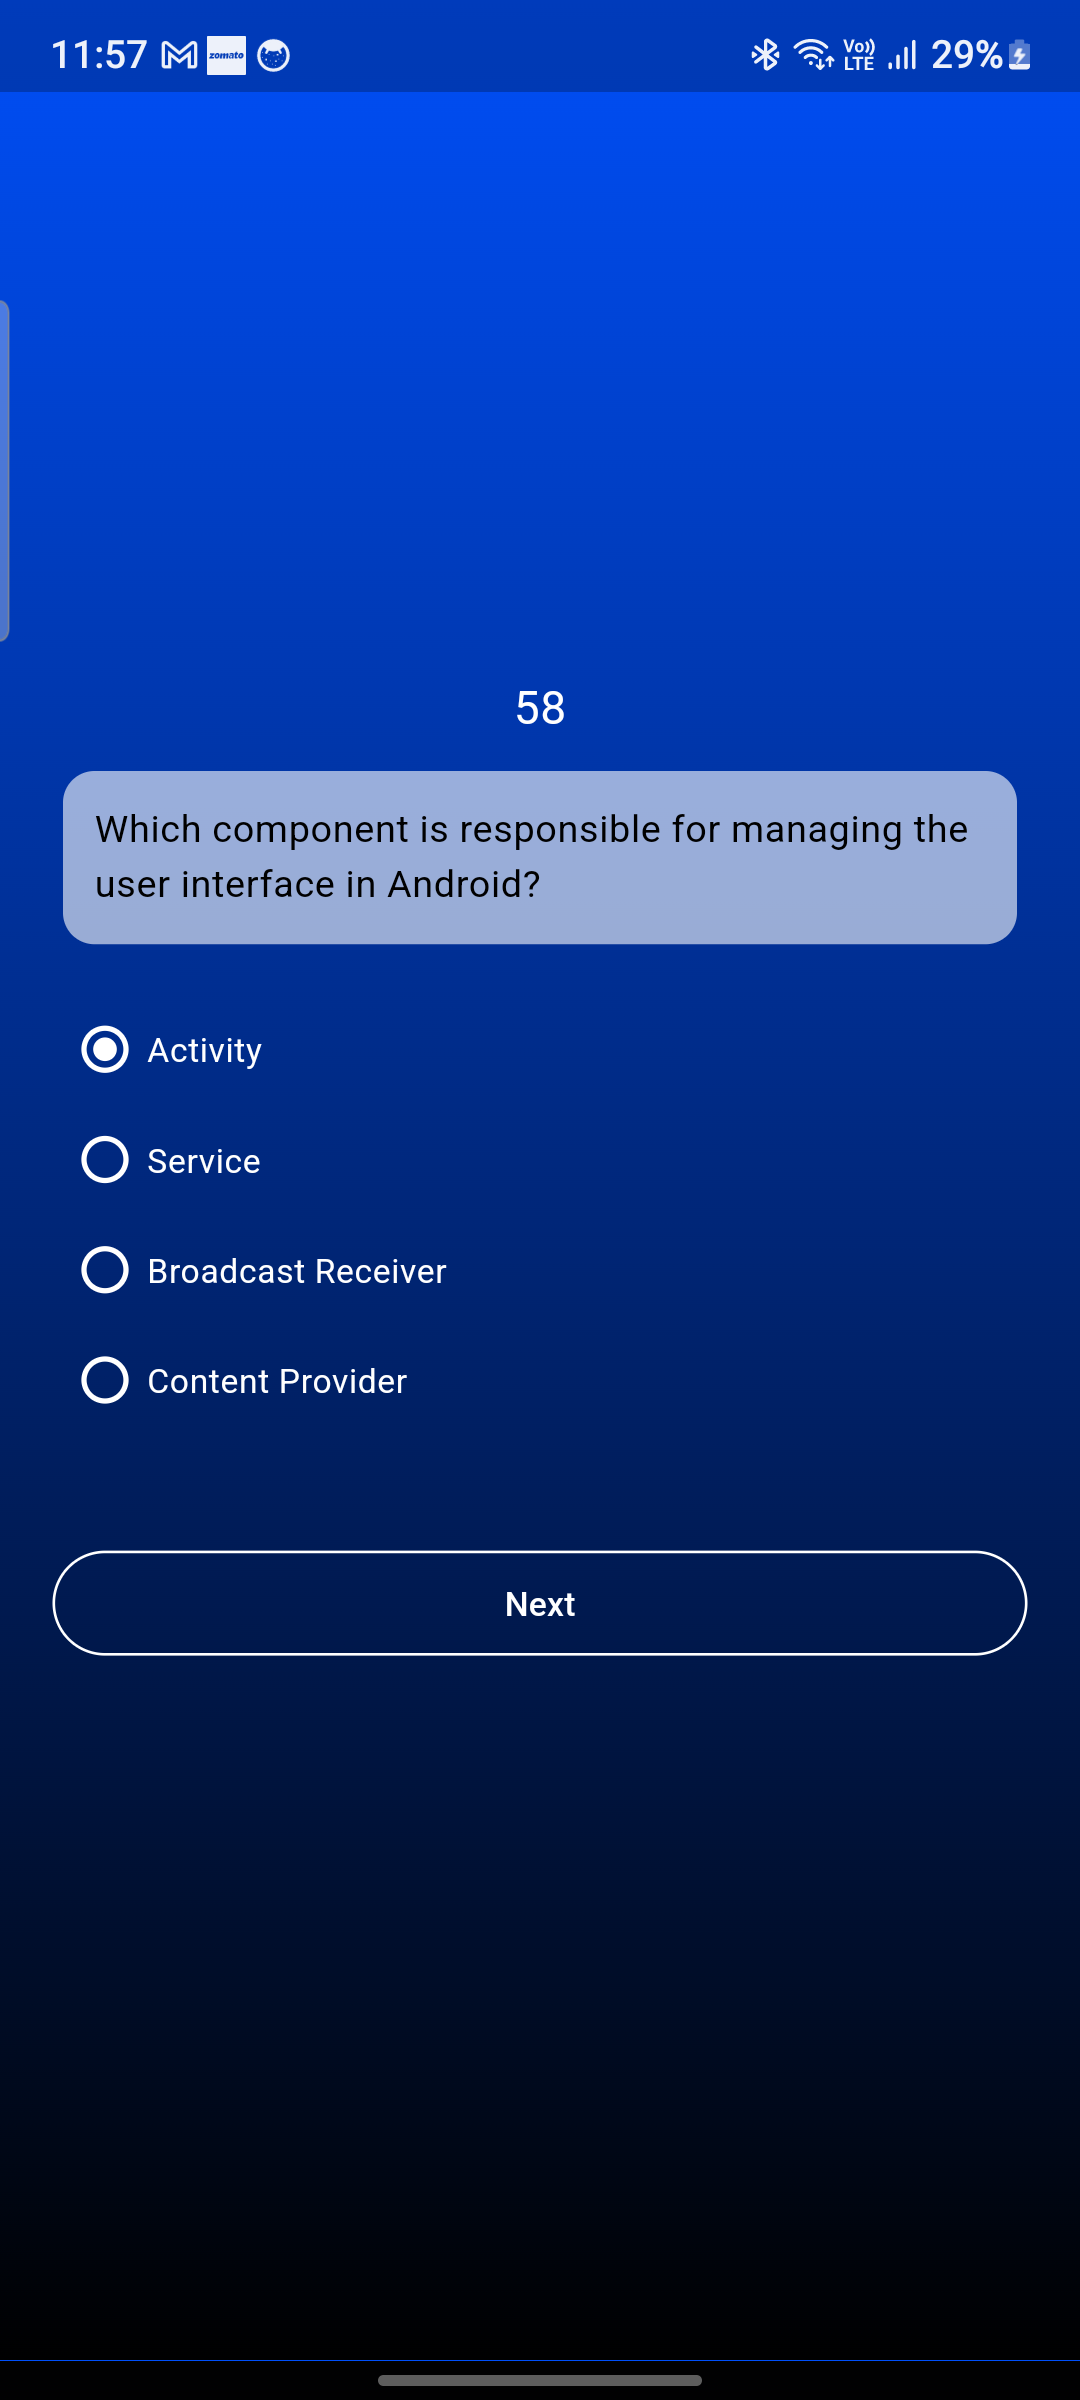 11:57 zomato Vo)) LTE 29%
58
Which component is responsible for managing the
user interface in Android?
Activity
Service
Broadcast Receiver
Content Provider
Next